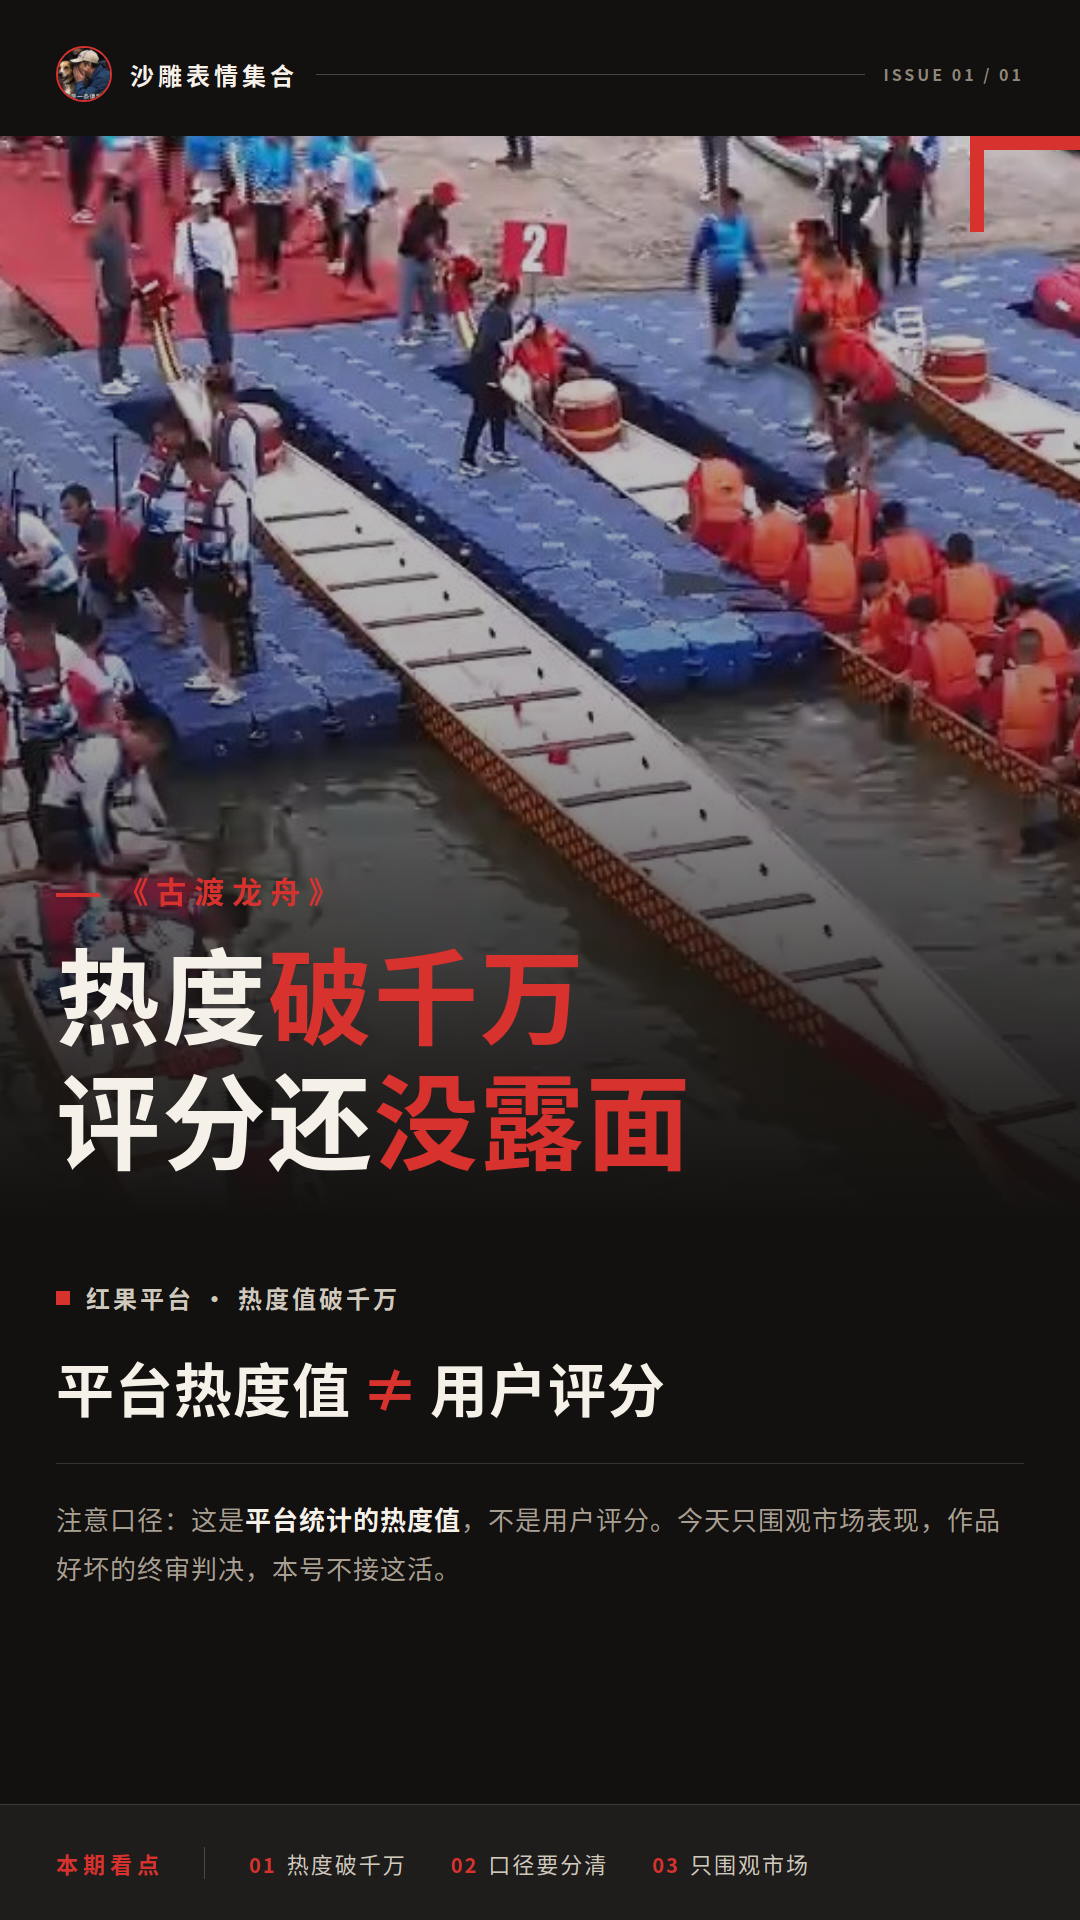 沙雕表情集合
ISSUE 01 / 01
2
《古渡龙舟》
热度破千万
评分还没露面
红果平台 · 热度值破千万
平台热度值 ≠ 用户评分
注意口径：这是平台统计的热度值，不是用户评分。今天只围观市场表现，作品
好坏的终审判决，本号不接这活。
本期看点
01 热度破千万
02 口径要分清
03 只围观市场